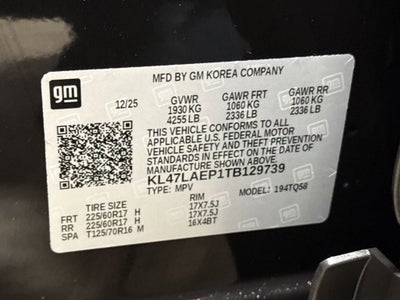 gm
MFD BY GM KOREA COMPANY
12/25 GVWR GAWR FRT GAWR RR
1930 KG 1060 KG 1060 KG
4255 LB 2336 LB 2336 LB
THIS VEHICLE CONFORMS TO ALL
APPLICABLE U.S. FEDERAL MOTOR
VEHICLE SAFETY AND THEFT
PREVENTION STANDARDS IN
EFFECT ON THE DATE OF
MANUFACTURE SHOWN ABOVE.
KL47LAEP1TB129739
TYPE: MPV MODEL: 194TQ58
TIRE SIZE RIM
FRT 225/60R17 H 17X7.5J
RR 225/60R17 H 17X7.5J
SPA T125/70R16 M 16X4BT